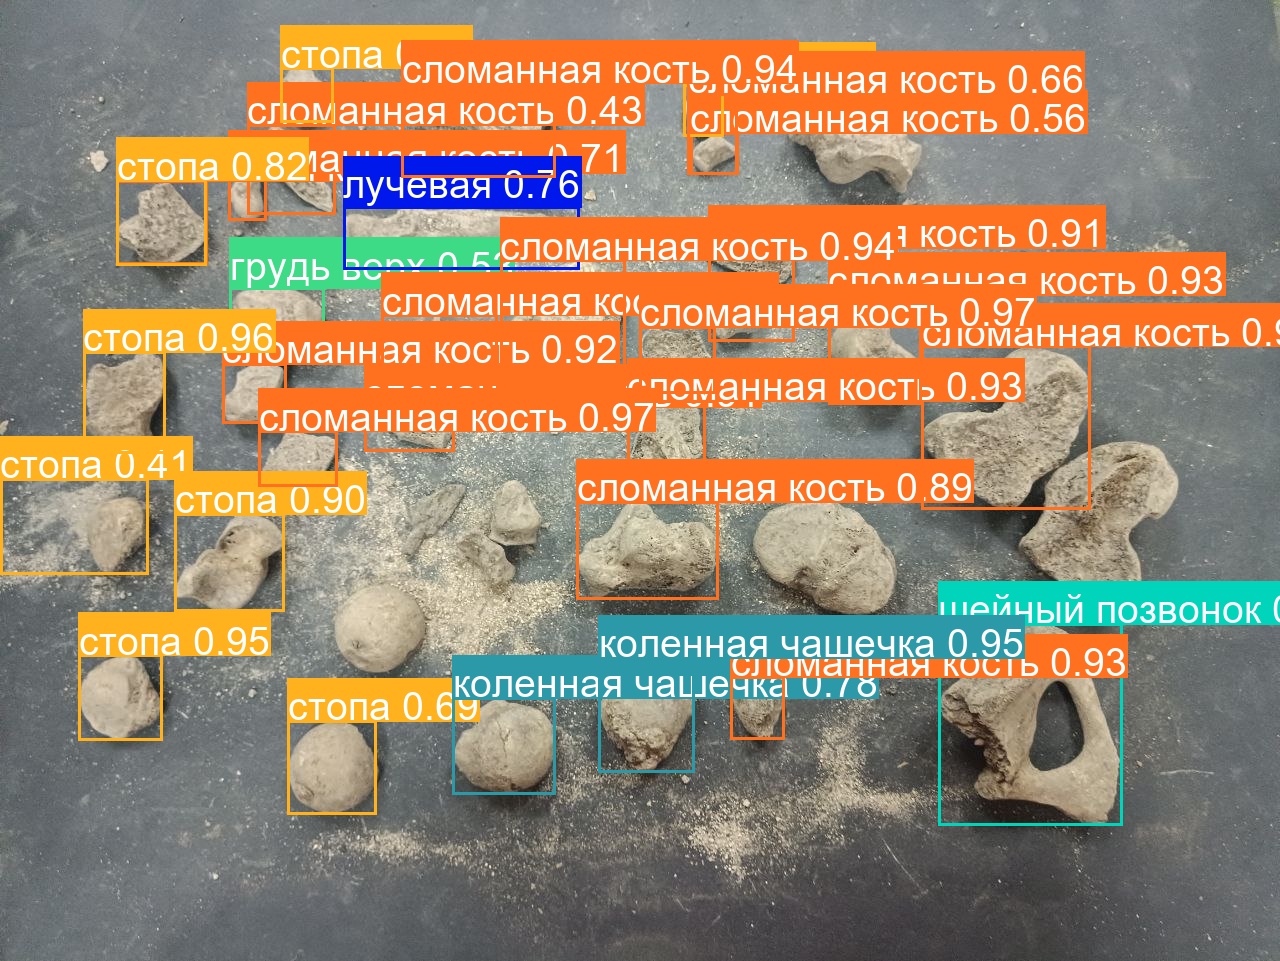 стопа
сломанная кость 0.94
сломанная кость 0.66
сломанная кость 0.43
сломанная кость 0.56
0.71
стопа 0.82
лучевая 0.76
кость 0.91
сломанная кость 0.94
грудь верх
сломанная кость 0.93
сломанная
сломанная кость 0.97
сломанная кость
стопа 0.96
сломанная кость 0.92
сломанная кость 0.93
сломанная кость 0.97
стопа 0.41
стопа 0.90
сломанная кость 0.89
шейный позвонок
стопа 0.95
коленная чашечка 0.95
сломанная кость 0.93
коленная чашечка 0.78
стопа 0.69